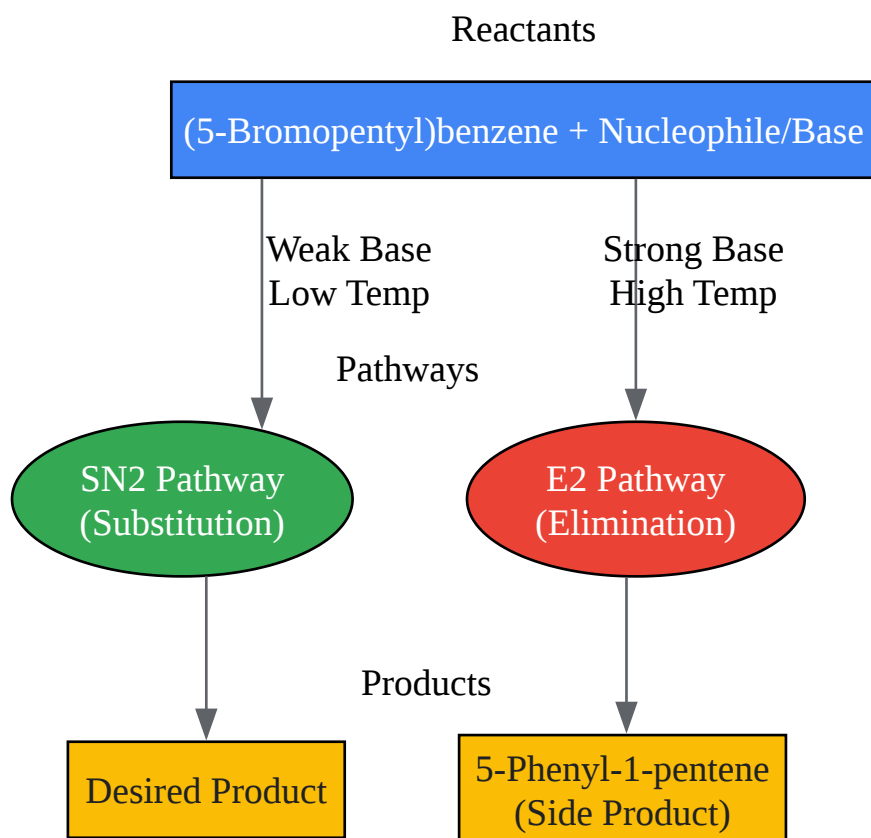 Reactants
(5-Bromopentyl)benzene + Nucleophile/Base
Weak Base
Low Temp
Strong Base
High Temp
Pathways
SN2 Pathway
(Substitution)
E2 Pathway
(Elimination)
Products
Desired Product
5-Phenyl-1-pentene
(Side Product)